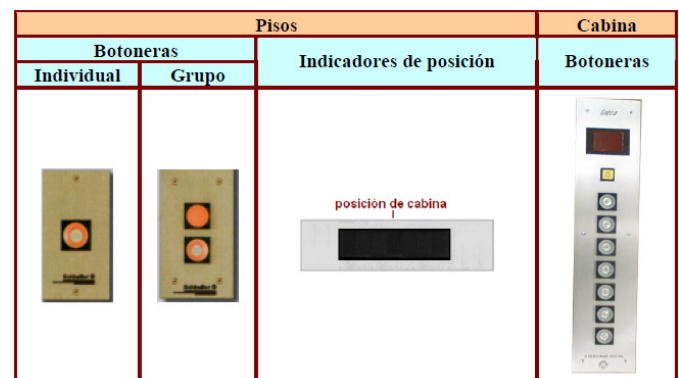 Pisos
Cabina
Botoneras
Indicadores de posición
Botoneras
Individual
Grupo
posición de cabina
Schindler
Schindler